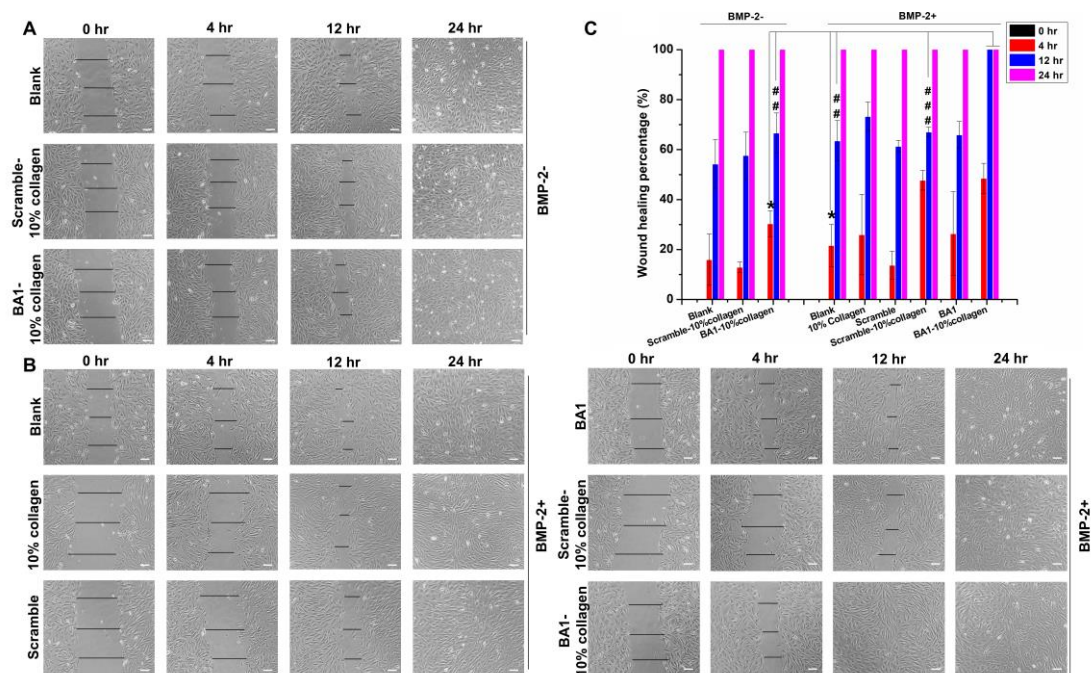 A
0 hr
4 hr
12 hr
24 hr
Blank
Scramble-
10% collagen
BA1-
10% collagen
BMP-2-
B
0 hr
4 hr
12 hr
24 hr
Blank
10% collagen
Scramble
BMP-2+
C
BMP-2-
BMP-2+
0 hr
4 hr
12 hr
24 hr
Wound healing percentage (%)
100
80
60
40
20
0
*
# #
*
# #
# # #
Blank
Scramble-10%collagen
BA1-10%collagen
Blank
10% Collagen
Scramble
Scramble-10%collagen
BA1
BA1-10%collagen
0 hr
4 hr
12 hr
24 hr
BA1
Scramble-
10% collagen
BA1-
10% collagen
BMP-2+